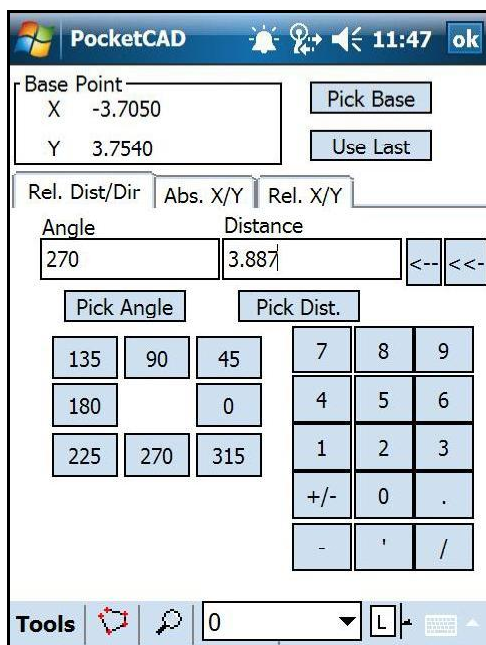 PocketCAD 11:47 ok
Base Point
X -3.7050
Y 3.7540
Pick Base
Use Last
Rel. Dist/Dir Abs. X/Y Rel. X/Y
Angle Distance
270 3.887 <-- <<-
Pick Angle Pick Dist.
135 90 45
180 0
225 270 315
7 8 9
4 5 6
1 2 3
+/- 0 .
- ' /
Tools 0 L